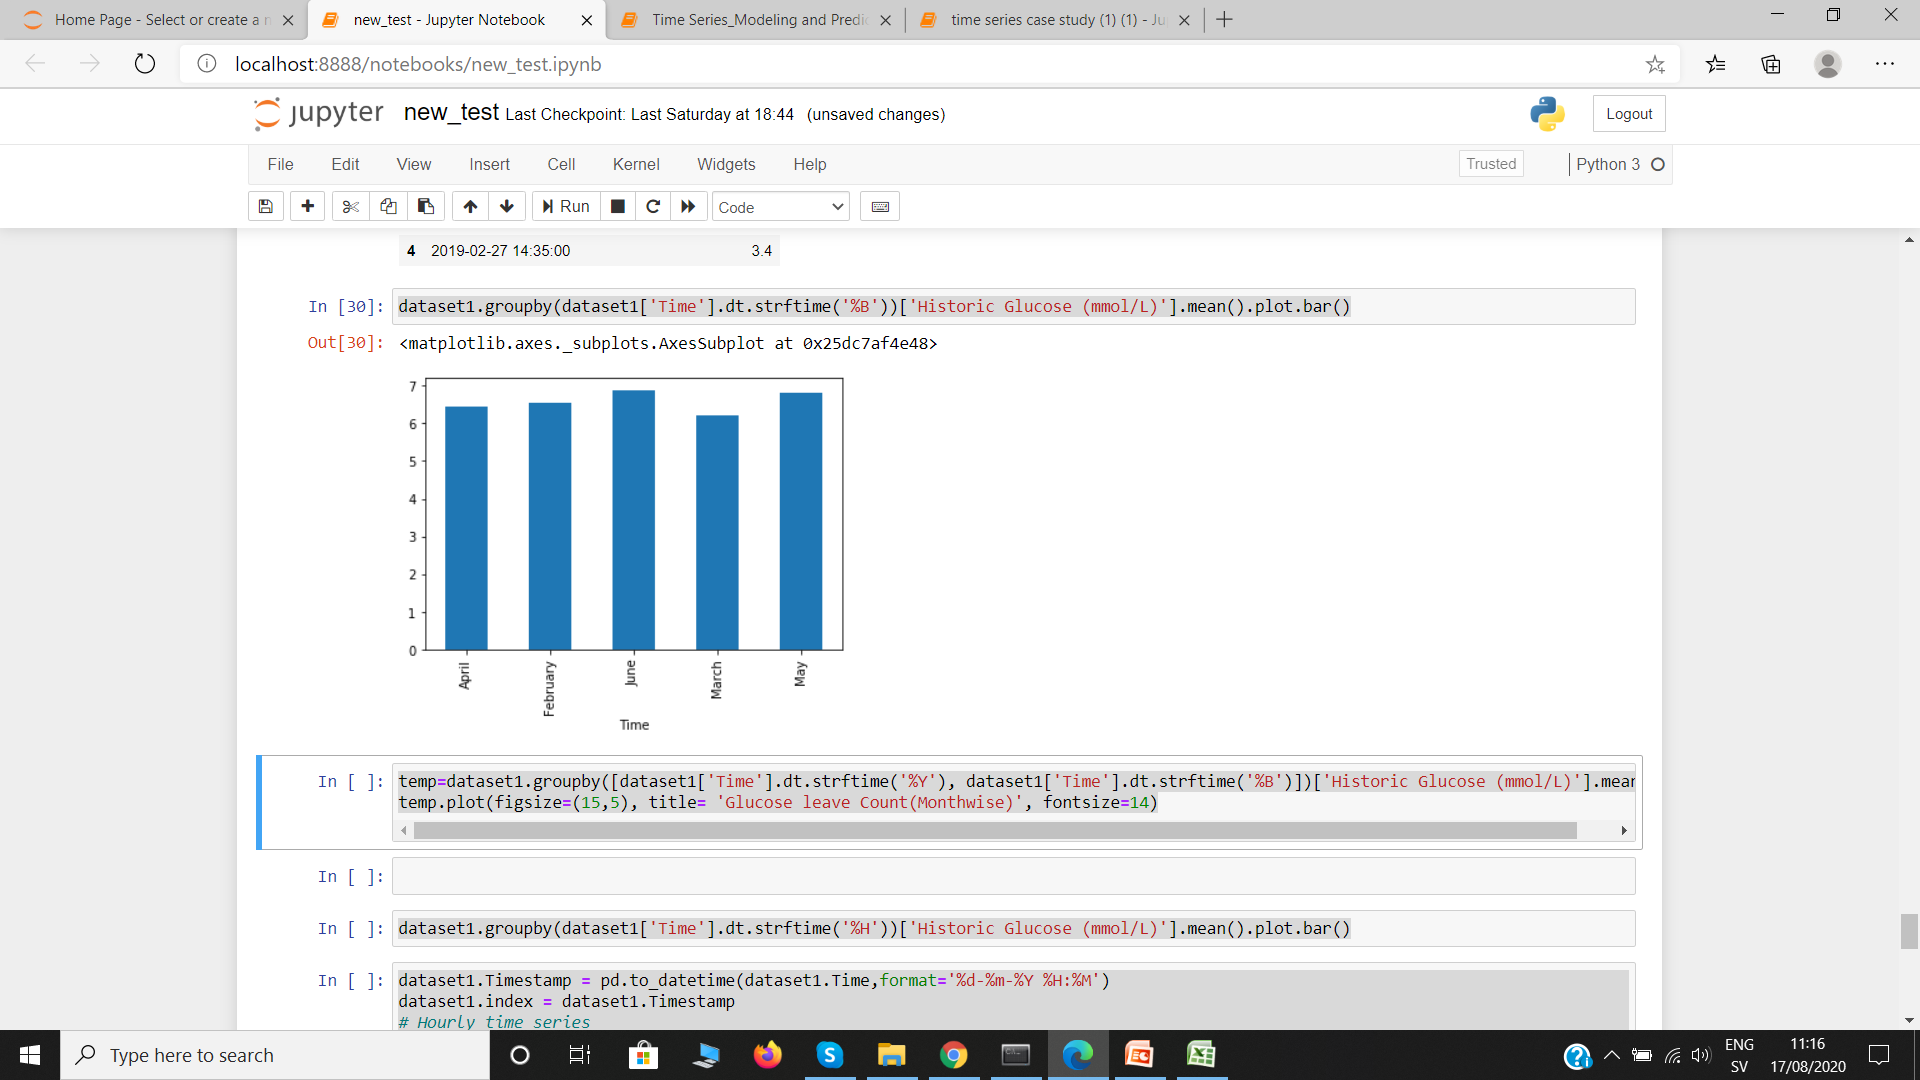 Home Page - Select or create a n
new_test - Jupyter Notebook
Time Series_Modeling and Predic
time series case study (1) (1) - Ju
localhost:8888/notebooks/new_test.ipynb
jupyter new_test Last Checkpoint: Last Saturday at 18:44 (unsaved changes)
Logout
File Edit View Insert Cell Kernel Widgets Help
Trusted
Python 3
Run
Code
4 2019-02-27 14:35:00 3.4
In [30]: dataset1.groupby(dataset1['Time'].dt.strftime('%B'))['Historic Glucose (mmol/L)'].mean().plot.bar()
Out[30]: <matplotlib.axes._subplots.AxesSubplot at 0x25dc7af4e48>
7
6
5
4
3
2
1
0
April
February
June
March
May
Time
In [ ]: temp=dataset1.groupby([dataset1['Time'].dt.strftime('%Y'), dataset1['Time'].dt.strftime('%B')])['Historic Glucose (mmol/L)'].mean
temp.plot(figsize=(15,5), title= 'Glucose leave Count(Monthwise)', fontsize=14)
In [ ]:
In [ ]: dataset1.groupby(dataset1['Time'].dt.strftime('%H'))['Historic Glucose (mmol/L)'].mean().plot.bar()
In [ ]: dataset1.Timestamp = pd.to_datetime(dataset1.Time,format='%d-%m-%Y %H:%M')
dataset1.index = dataset1.Timestamp
# Hourly time series
Type here to search
ENG
SV
11:16
17/08/2020